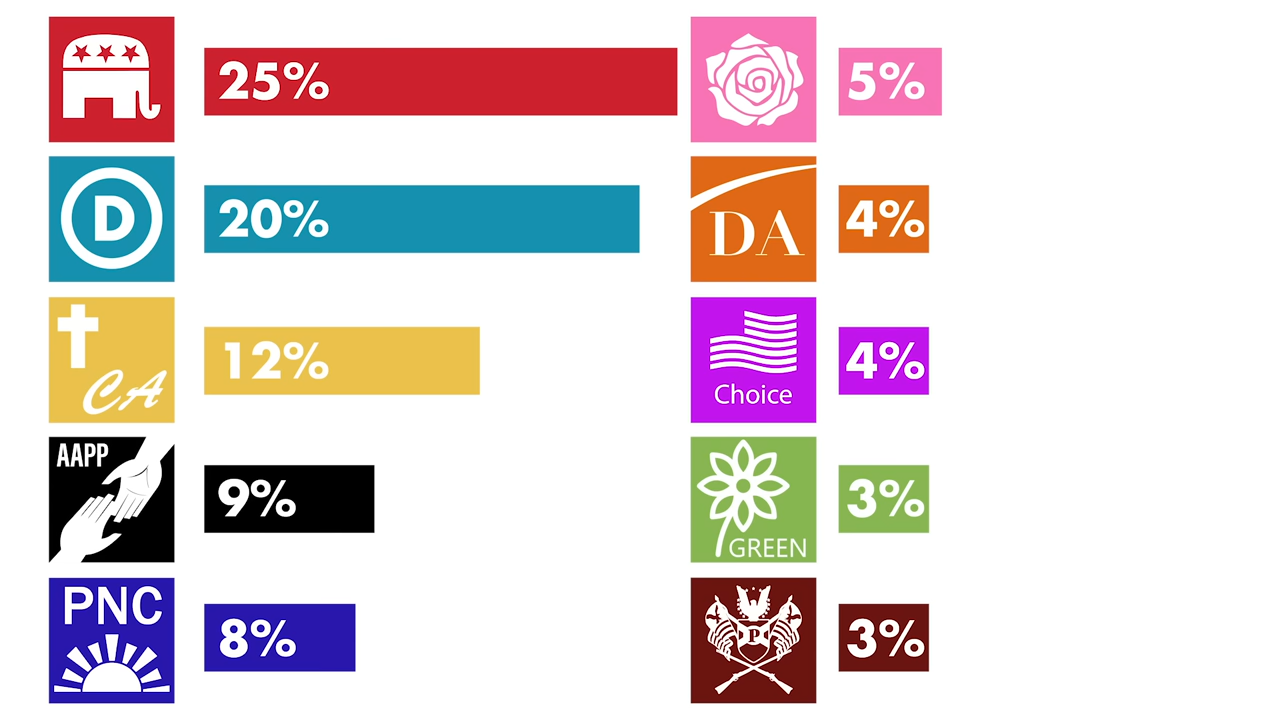 25%
D
20%
CA
12%
AAPP
9%
PNC
8%
5%
DA
4%
Choice
4%
GREEN
3%
P
3%